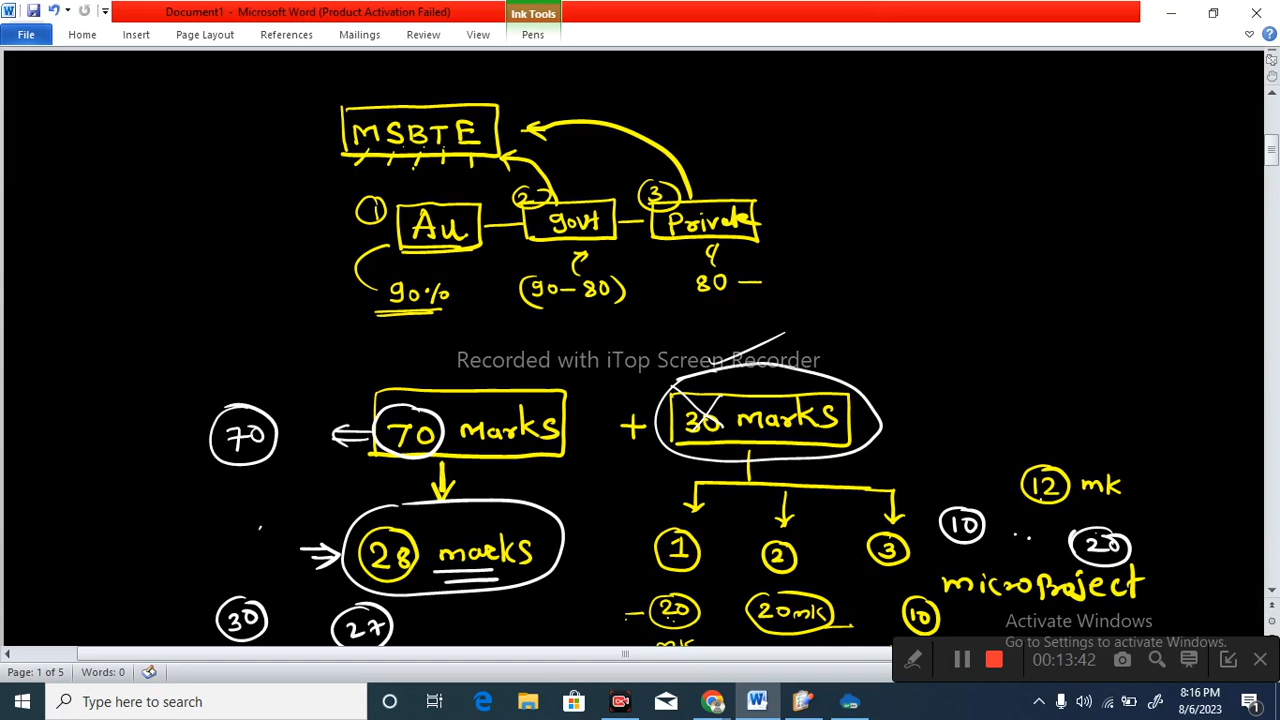 Document1 - Microsoft Word (Product Activation Failed)
Ink Tools
File Home Insert Page Layout References Mailings Review View Pens
MSBTE
1 Au 2 govt 3 Private
90% (90-80) 80 —
Recorded with iTop Screen Recorder
70 ⇐ 70 marks + 30 marks
12 mk
⇒ 28 marks 1 2 3 10 .. 20
microproject
30 27 20 20mk 10
mk
Activate Windows
Go to Settings to activate Windows.
00:13:42
Page: 1 of 5 Words: 0
Type here to search
8:16 PM
8/6/2023